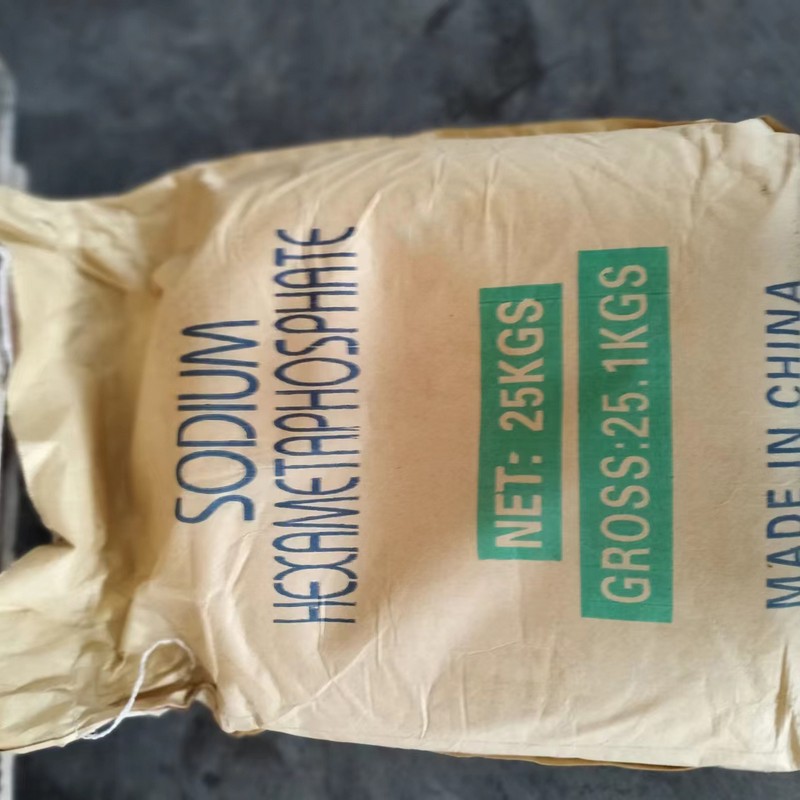 SODIUM
HEXAMETAPHOSPHATE
NET: 25KGS
GROSS:25.1KGS
MADE IN CHINA